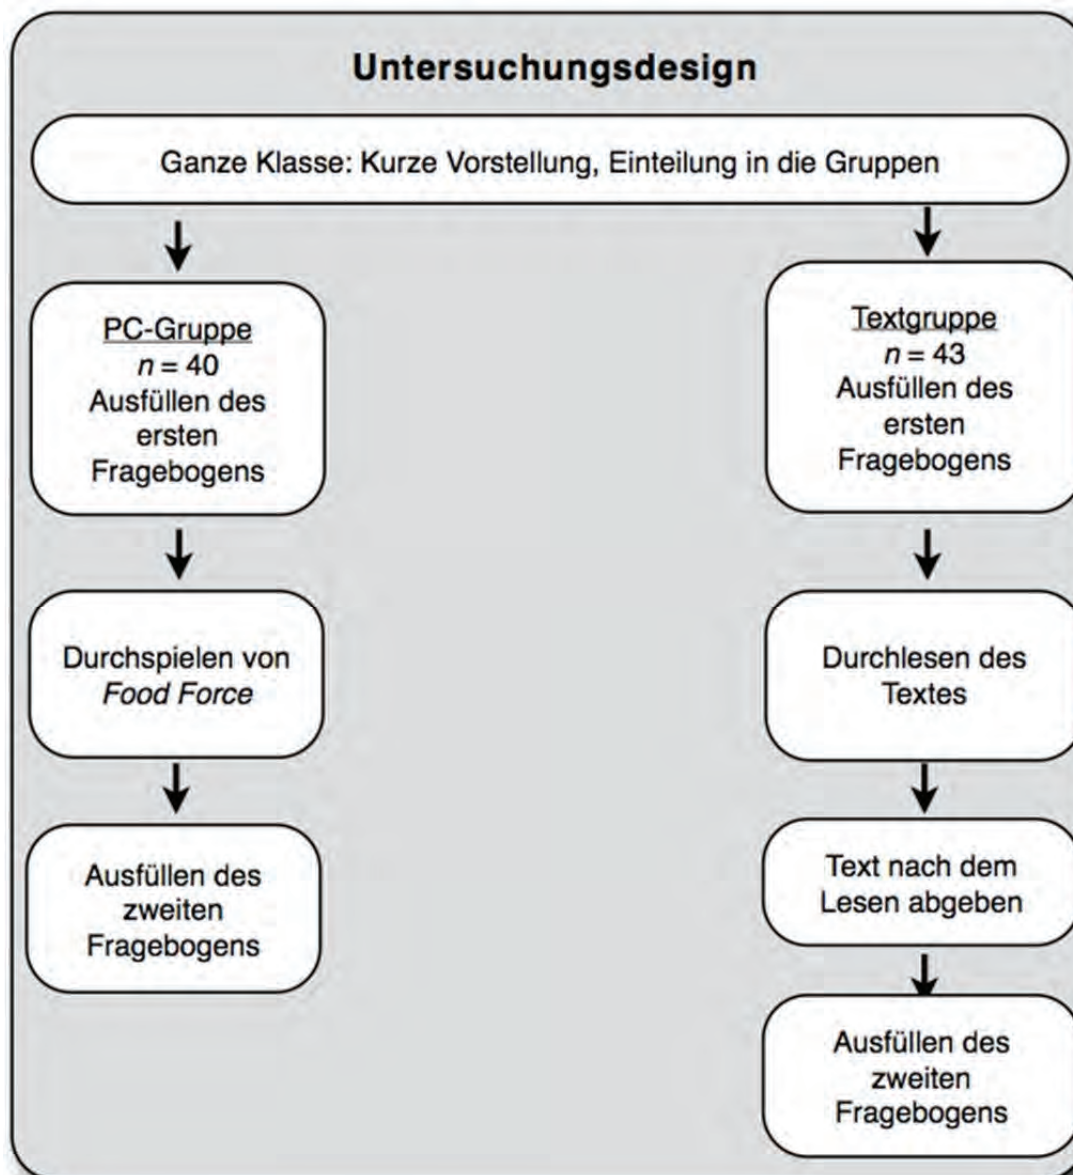 Untersuchungsdesign
Ganze Klasse: Kurze Vorstellung, Einteilung in die Gruppen
PC-Gruppe
n = 40
Ausfüllen des
ersten
Fragebogens
Durchspielen von
Food Force
Ausfüllen des
zweiten
Fragebogens
Textgruppe
n = 43
Ausfüllen des
ersten
Fragebogens
Durchlesen des
Textes
Text nach dem
Lesen abgeben
Ausfüllen des
zweiten
Fragebogens